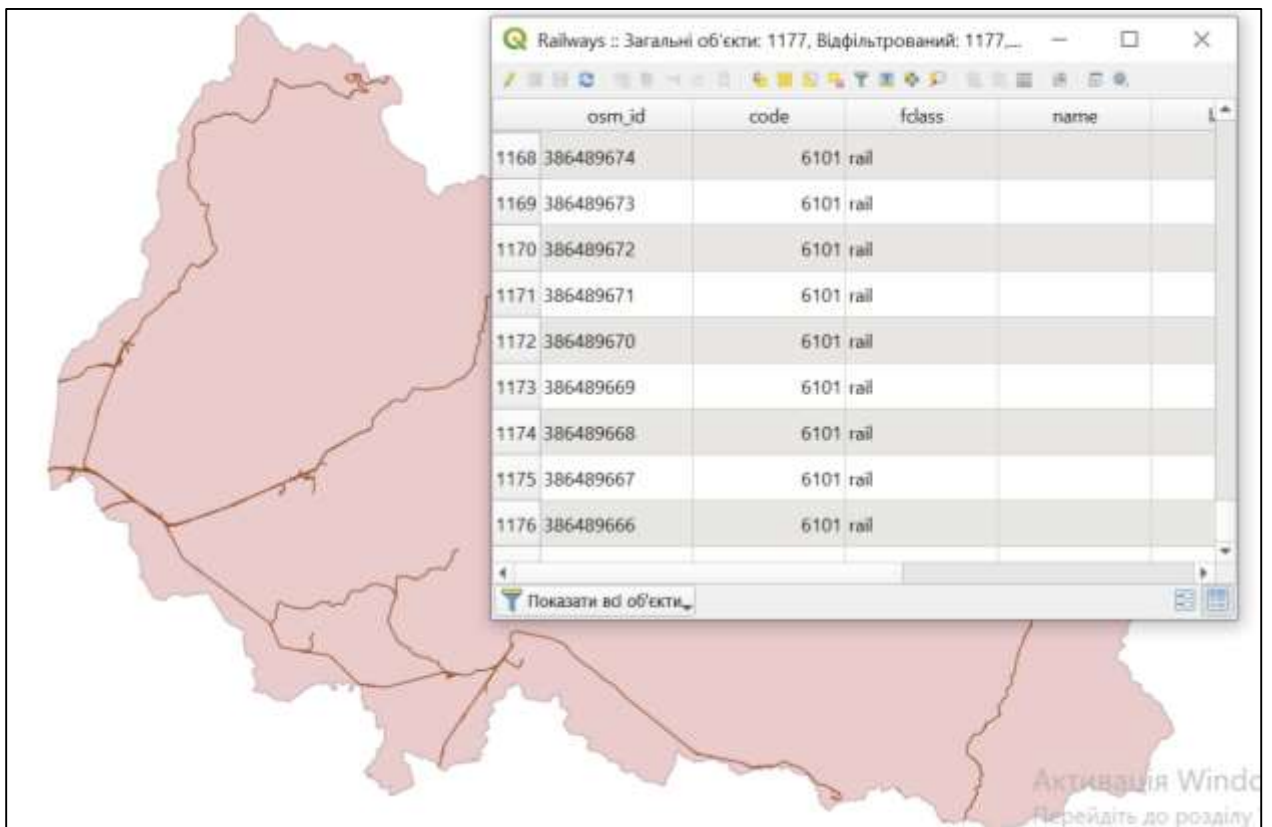 Railways :: Загальні об'єкти: 1177, Відфільтрований: 1177,...
osm_id code fclass name
1168 386489674 6101 rail
1169 386489673 6101 rail
1170 386489672 6101 rail
1171 386489671 6101 rail
1172 386489670 6101 rail
1173 386489669 6101 rail
1174 386489668 6101 rail
1175 386489667 6101 rail
1176 386489666 6101 rail
Показати всі об'єкти
Активація Windo
Перейдіть до розділу